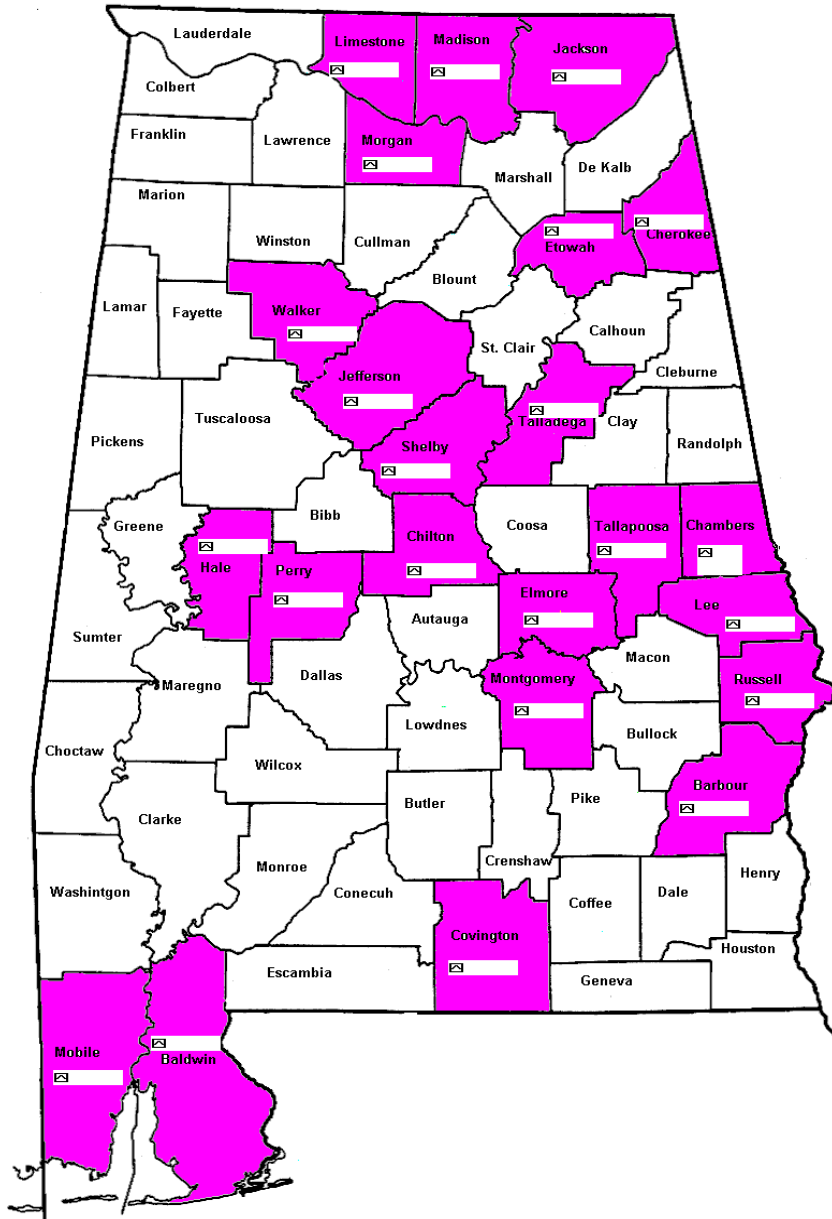 Lauderdale
Limestone
Madison
Jackson
Colbert
Franklin
Lawrence
Morgan
Marshall
De Kalb
Marion
Winston
Cullman
Etowah
Cherokee
Blount
Lamar
Fayette
Walker
St. Clair
Calhoun
Cleburne
Jefferson
Tuscaloosa
Pickens
Shelby
Talladega
Clay
Randolph
Greene
Bibb
Coosa
Tallapoosa
Chambers
Hale
Perry
Chilton
Elmore
Lee
Sumter
Autauga
Macon
Maregno
Dallas
Montgomery
Russell
Lowdnes
Bullock
Choctaw
Wilcox
Barbour
Clarke
Butler
Pike
Monroe
Crenshaw
Henry
Washintgon
Conecuh
Coffee
Dale
Covington
Houston
Escambia
Geneva
Mobile
Baldwin